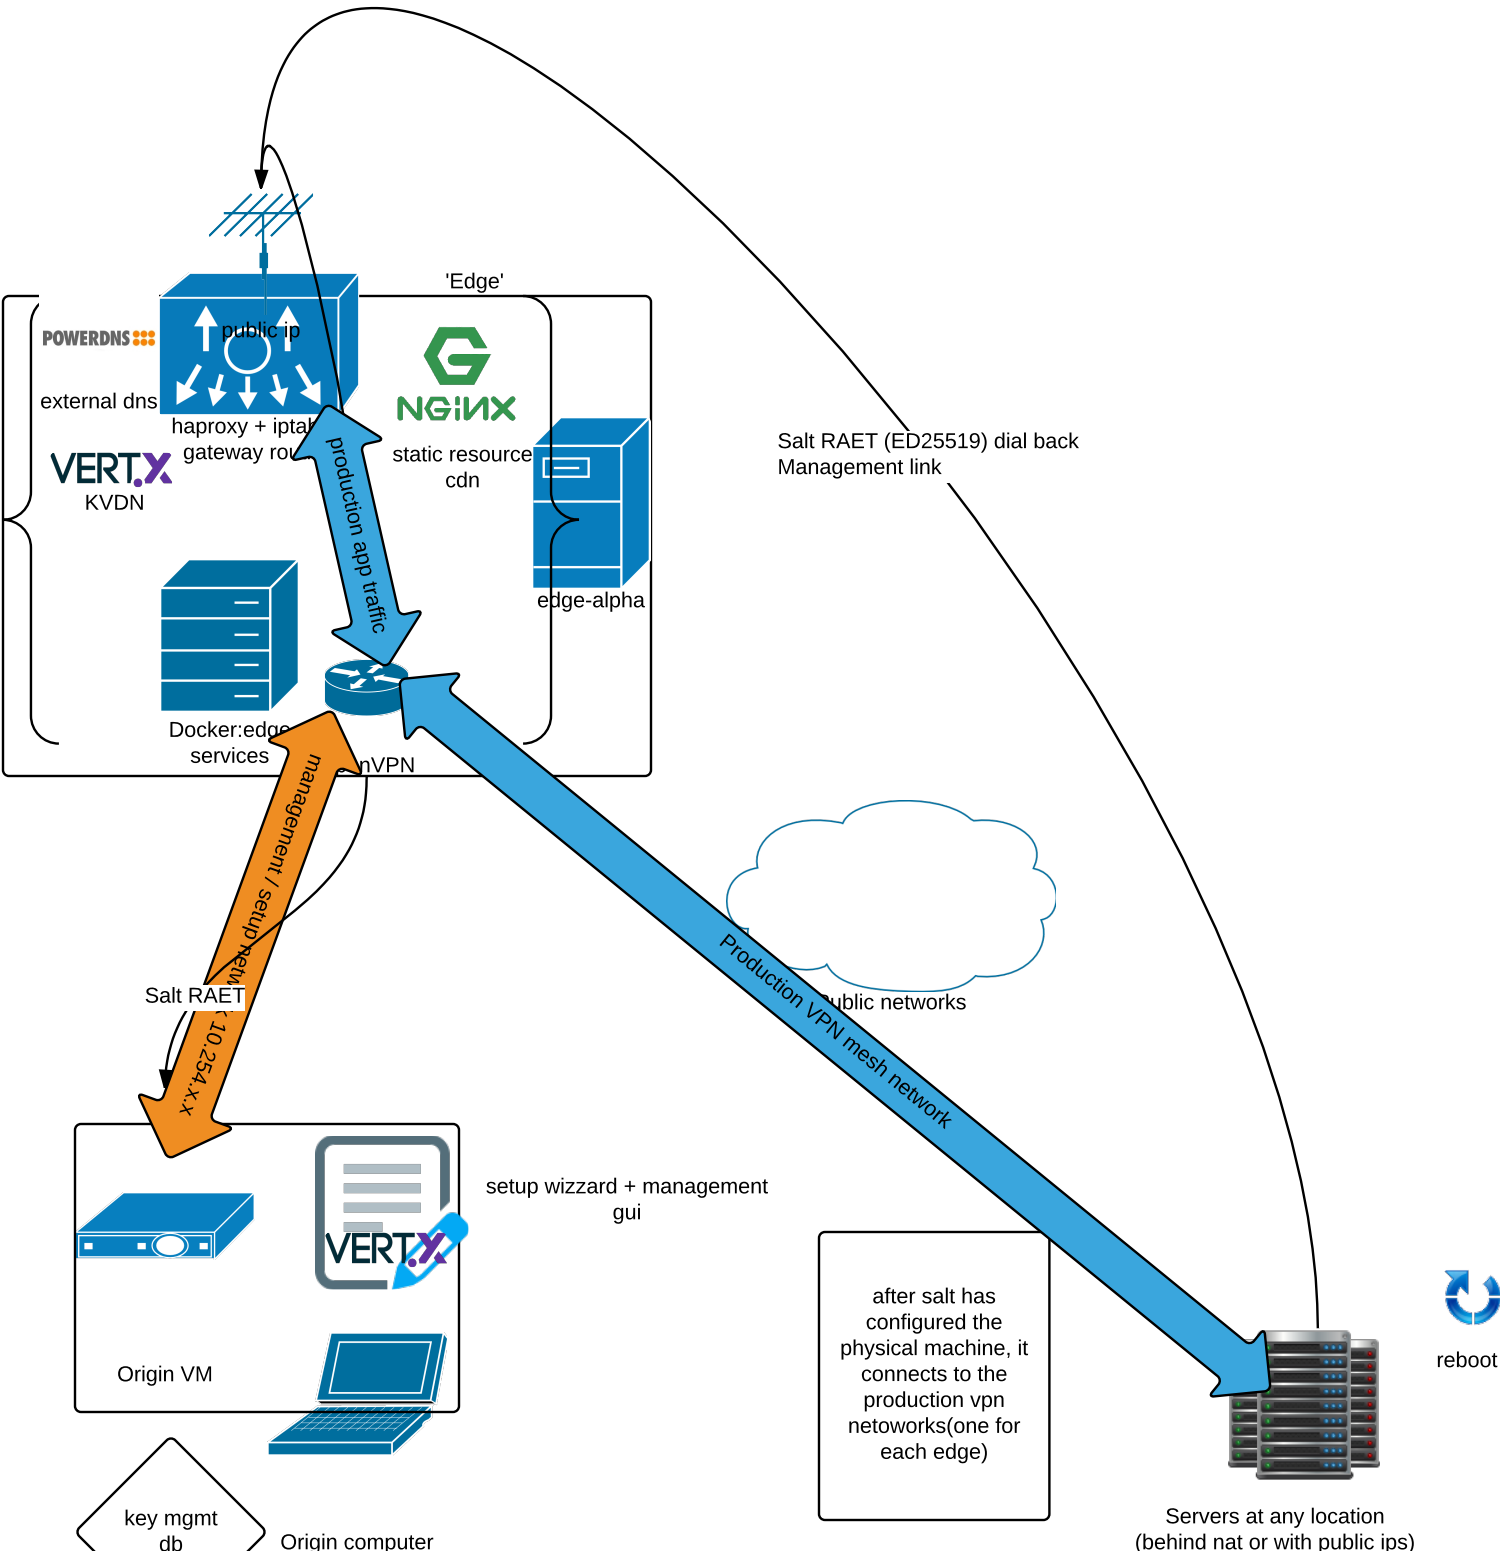 'Edge'
public ip
POWERDNS
external dns
haproxy + iptab
gateway rou
NGiNX
static resource
cdn
VERT.X
KVDN
production app traffic
edge-alpha
Docker:edge
services
nVPN
Salt RAET (ED25519) dial back
Management link
management / setup netw k 10.254.x.x
Salt RAET
Public networks
Production VPN mesh network
setup wizzard + management
gui
VERT.X
Origin VM
key mgmt
db
Origin computer
after salt has
configured the
physical machine, it
connects to the
production vpn
netoworks(one for
each edge)
reboot
Servers at any location
(behind nat or with public ips)